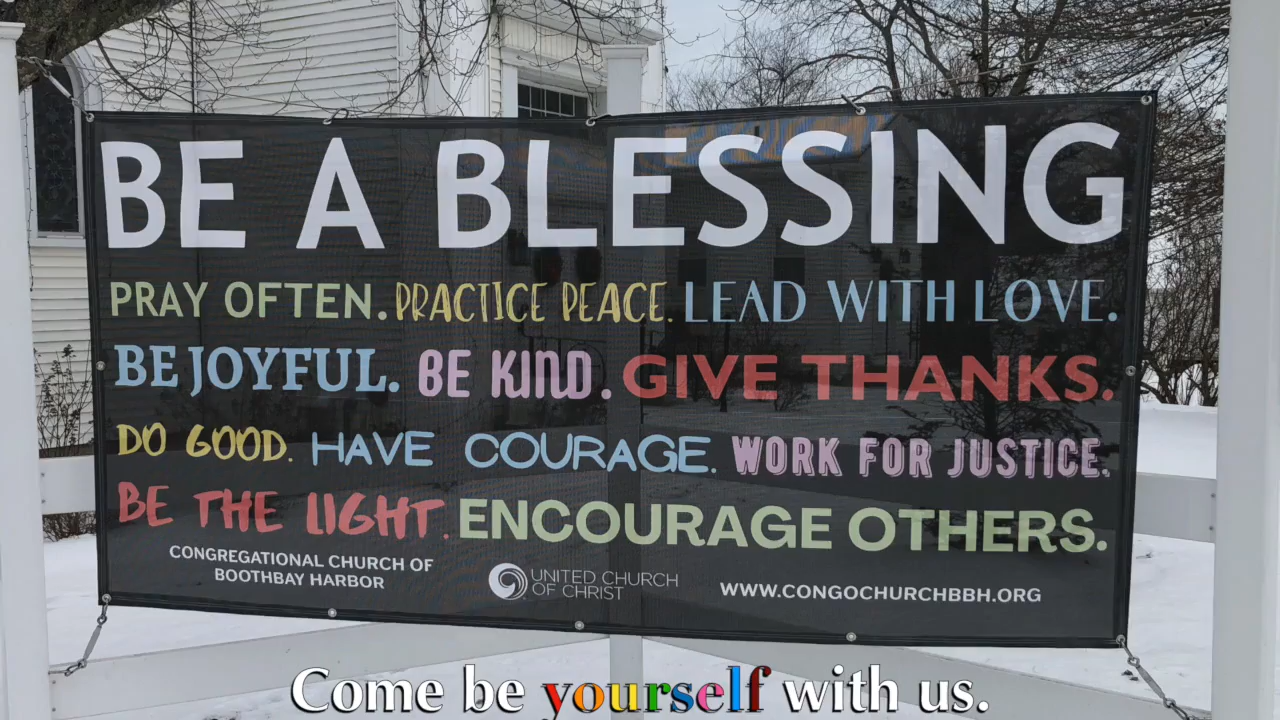 BE A BLESSING
PRAY OFTEN. PRACTICE PEACE. LEAD WITH LOVE.
BE JOYFUL. BE KIND. GIVE THANKS.
DO GOOD. HAVE COURAGE. WORK FOR JUSTICE.
BE THE LIGHT. ENCOURAGE OTHERS.
CONGREGATIONAL CHURCH OF
BOOTHBAY HARBOR
UNITED CHURCH
OF CHRIST
WWW.CONGOCHURCHBBH.ORG
Come be yourself with us.